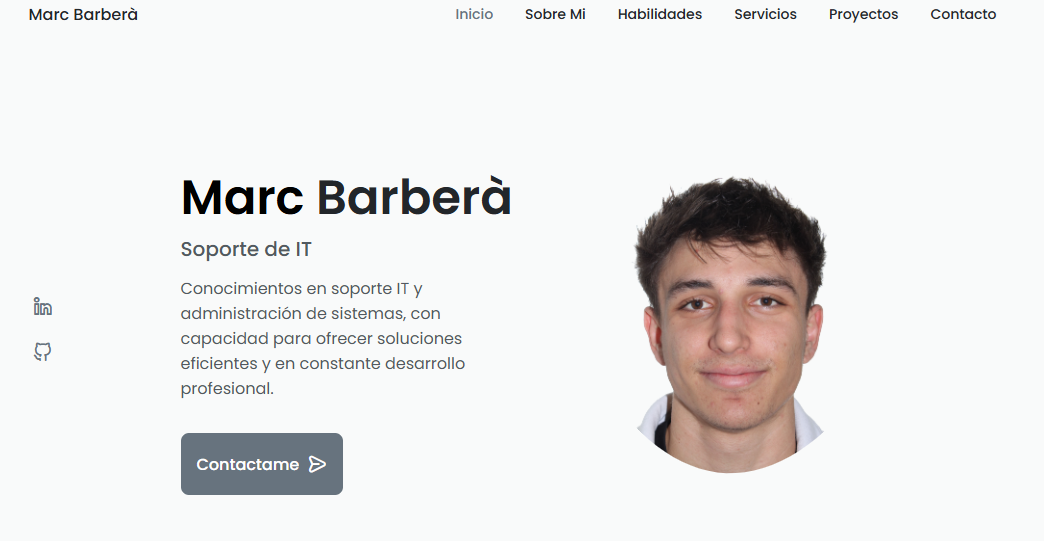 Marc Barberà
Inicio Sobre Mi Habilidades Servicios Proyectos Contacto
Marc Barberà
Soporte de IT
Conocimientos en soporte IT y
administración de sistemas, con
capacidad para ofrecer soluciones
eficientes y en constante desarrollo
profesional.
in
Contactame